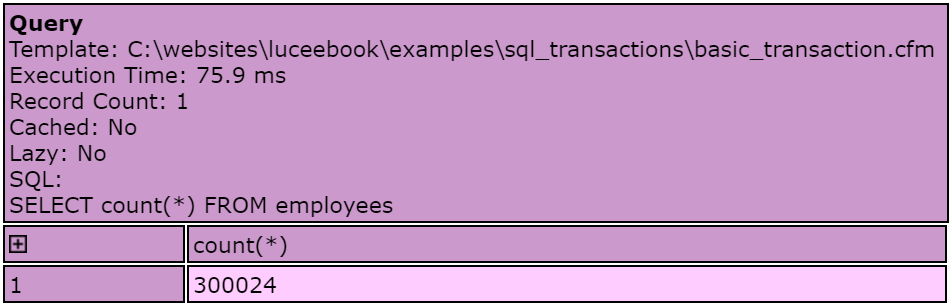 Query
Template: C:\websites\luceebook\examples\sql_transactions\basic_transaction.cfm
Execution Time: 75.9 ms
Record Count: 1
Cached: No
Lazy: No
SQL:
SELECT count(*) FROM employees
count(*)
1 300024